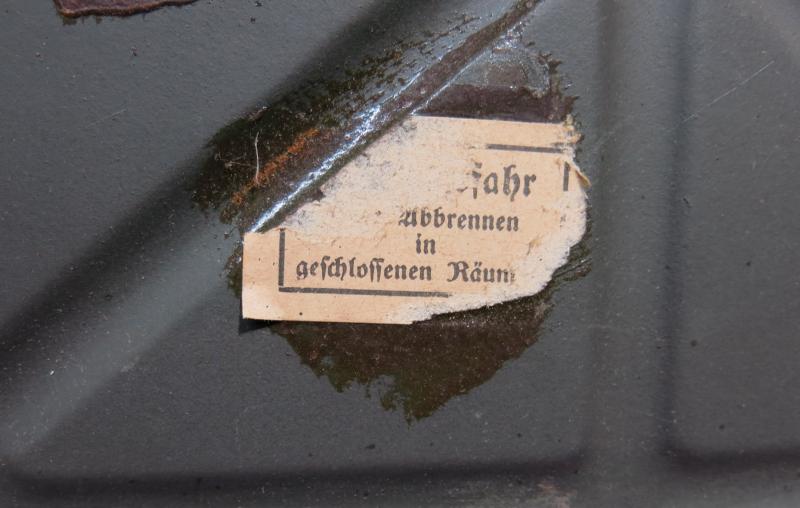 fahr
Abbrennen
in
geschlossenen Räum